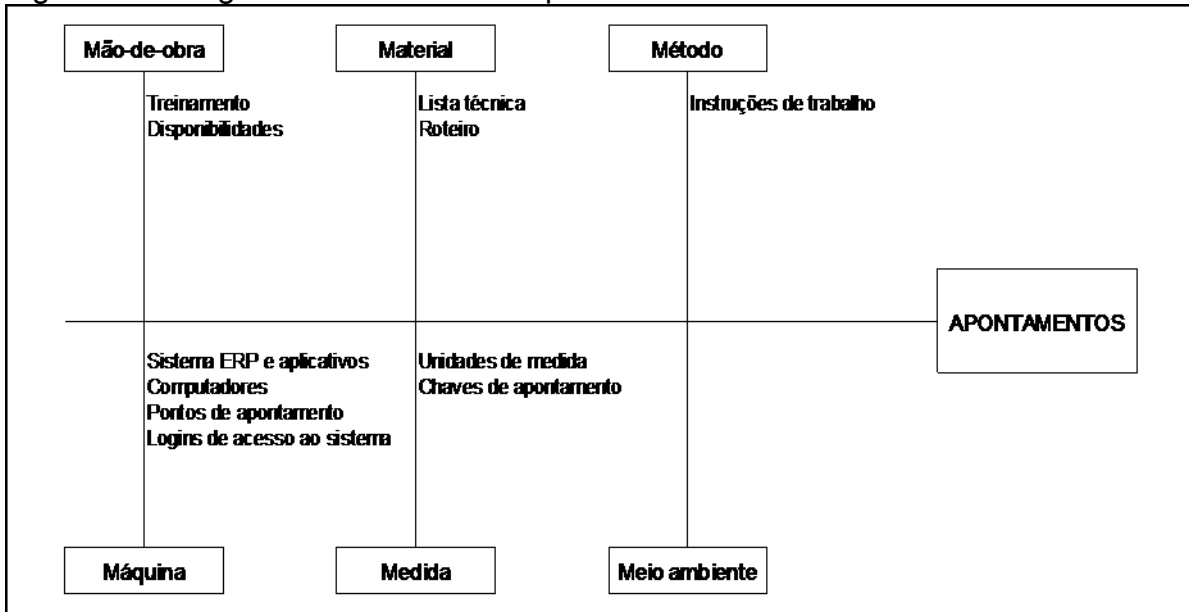 Mão-de-obra
Material
Método
Treinamento
Disponibilidades
Lista técnica
Roteiro
Instruções de trabalho
APONTAMENTOS
Sistema ERP e aplicativos
Computadores
Pontos de apontamento
Logins de acesso ao sistema
Unidades de medida
Chaves de apontamento
Máquina
Medida
Meio ambiente